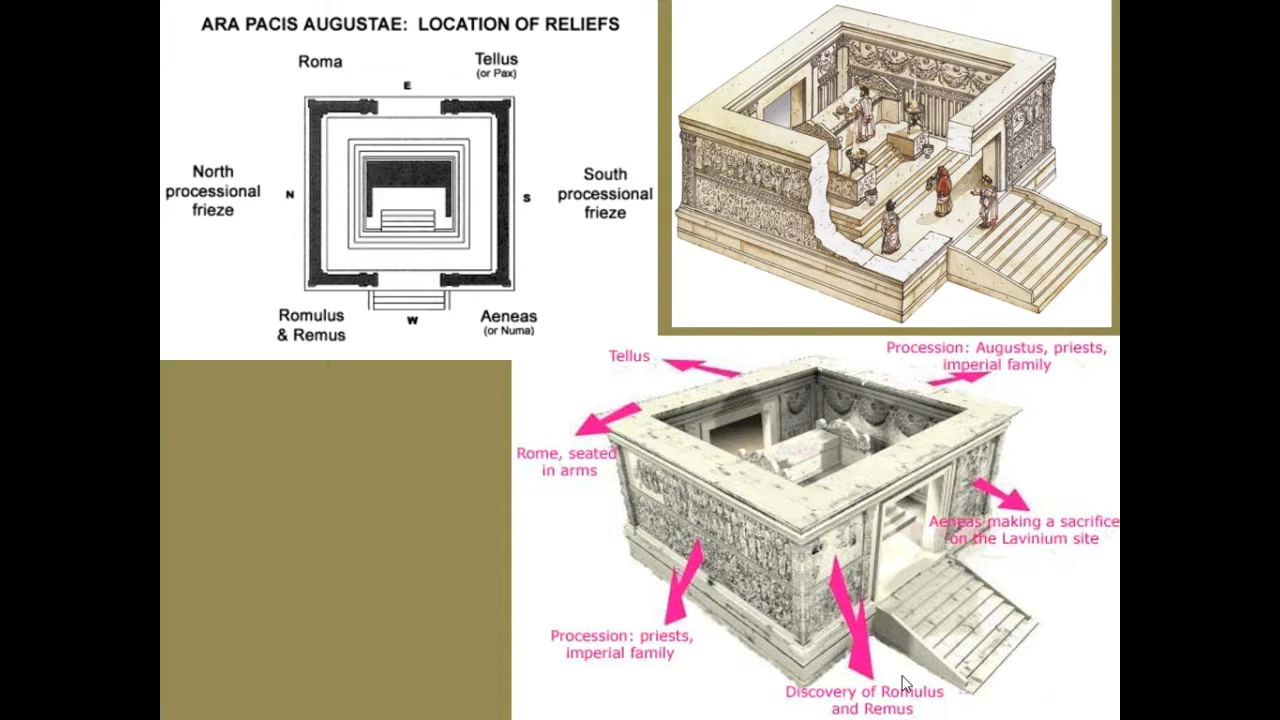 ARA PACIS AUGUSTAE: LOCATION OF RELIEFS
Roma
Tellus
(or Pax)
E
North
processional
frieze
N
S
South
processional
frieze
Romulus
& Remus
W
Aeneas
(or Numa)
Tellus
Procession: Augustus, priests,
imperial family
Rome, seated
in arms
Aeneas making a sacrifice
on the Lavinium site
Procession: priests,
imperial family
Discovery of Romulus
and Remus